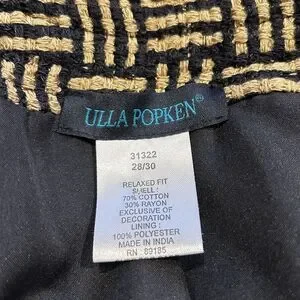 ULLA POPKEN®
31322
28/30
RELAXED FIT
SHELL :
70% COTTON
30% RAYON
EXCLUSIVE OF
DECORATION
LINING :
100% POLYESTER
MADE IN INDIA
RN : 89185